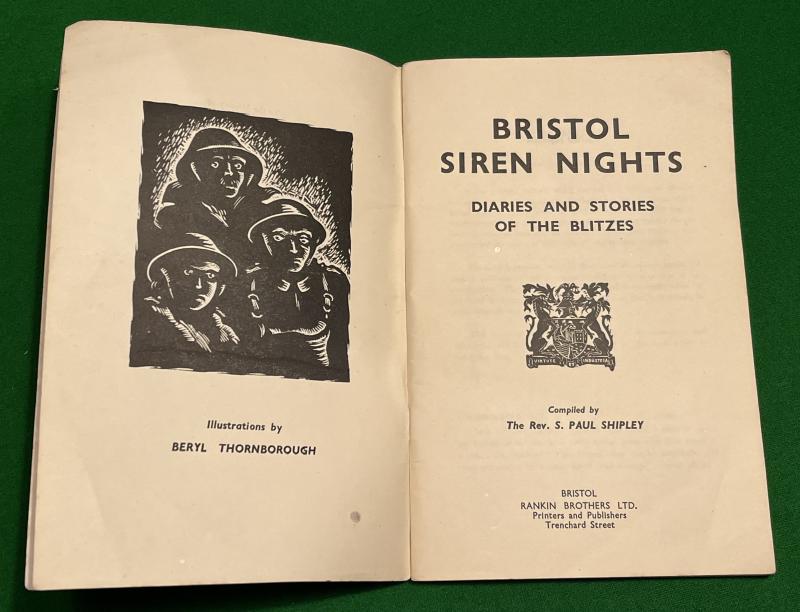 Illustrations by
BERYL THORNBOROUGH
BRISTOL
SIREN NIGHTS
DIARIES AND STORIES
OF THE BLITZES
VIRTUTE INDUSTRIA
Compiled by
The Rev. S. PAUL SHIPLEY
BRISTOL
RANKIN BROTHERS LTD.
Printers and Publishers
Trenchard Street